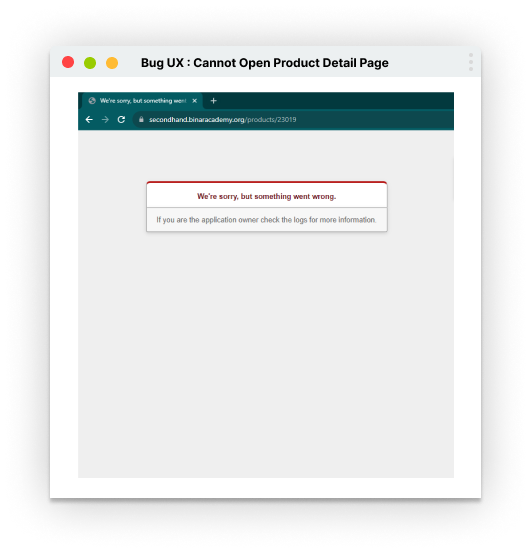 Bug UX : Cannot Open Product Detail Page
We're sorry, but something went
secondhand.binaracademy.org/products/23019
We're sorry, but something went wrong.
If you are the application owner check the logs for more information.